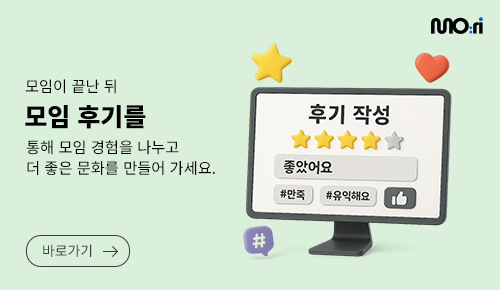 MO:ri
모임이 끝난 뒤
모임 후기를
통해 모임 경험을 나누고
더 좋은 문화를 만들어 가세요.
바로가기
후기 작성
좋았어요
#만족
#유익해요
#